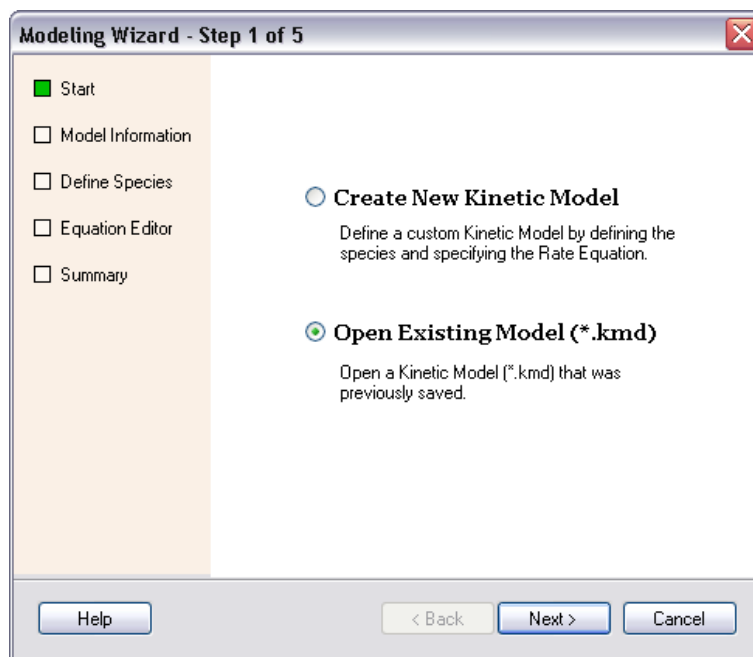 Modeling Wizard - Step 1 of 5
Start
Model Information
Define Species
Equation Editor
Summary
Create New Kinetic Model
Define a custom Kinetic Model by defining the
species and specifying the Rate Equation.
Open Existing Model (*.kmd)
Open a Kinetic Model (*.kmd) that was
previously saved.
Help
< Back
Next >
Cancel